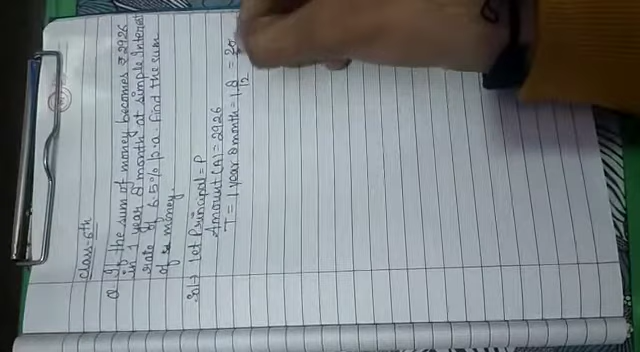 Class-6th
Q If the sum of money becomes ₹2926
in 1 year 8 month at simple interest
rate of 6.5% p.a. find the sum
of money.
Sol→ Let Principal = P
Amount (A) = 2926
T = 1 year 8 month = 1 8/12 = 20